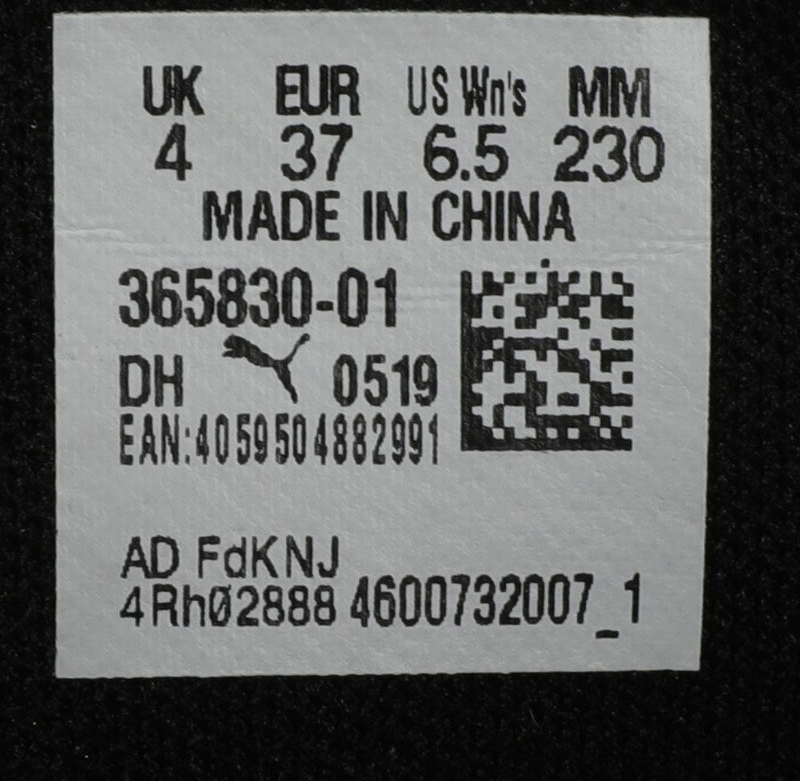 UK EUR US Wn's MM
4 37 6.5 230
MADE IN CHINA
365830-01
DH 0519
EAN:4059504882991
AD FdKNJ
4Rh02888 4600732007_1